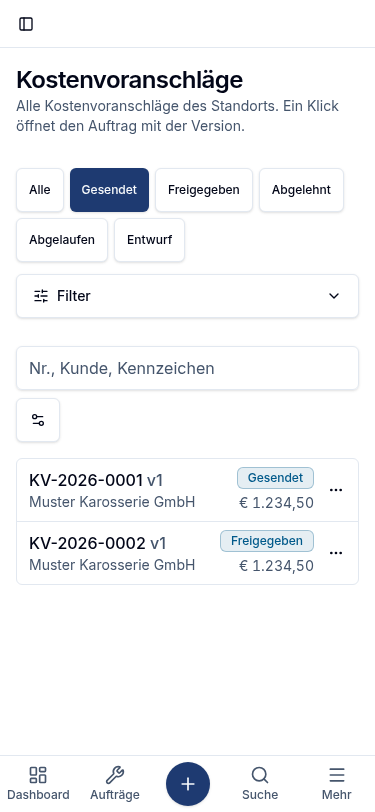 Kostenvoranschläge
Alle Kostenvoranschläge des Standorts. Ein Klick
öffnet den Auftrag mit der Version.
Alle
Gesendet
Freigegeben
Abgelehnt
Abgelaufen
Entwurf
Filter
Nr., Kunde, Kennzeichen
KV-2026-0001 v1
Gesendet
Muster Karosserie GmbH
€ 1.234,50
KV-2026-0002 v1
Freigegeben
Muster Karosserie GmbH
€ 1.234,50
Dashboard
Aufträge
Suche
Mehr